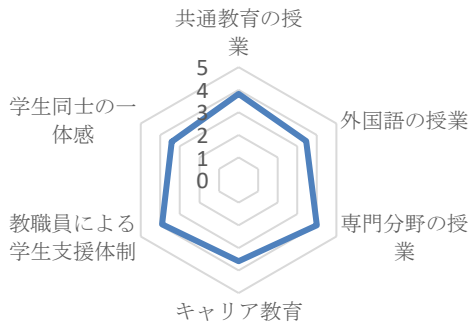 共通教育の授
業
5
4
3
2
1
0
学生同士の一
体感
外国語の授業
教職員による
学生支援体制
専門分野の授
業
キャリア教育